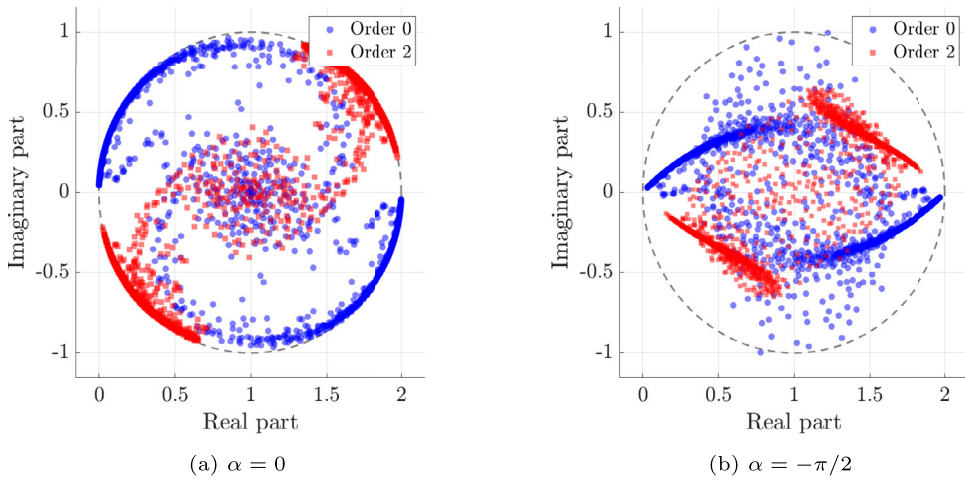 Order 0
Order 2
1
0.5
0
-0.5
-1
Imaginary part
0
0.5
1
1.5
2
Real part
(a) α = 0
Order 0
Order 2
1
0.5
0
-0.5
-1
Imaginary part
0
0.5
1
1.5
2
Real part
(b) α = −π/2